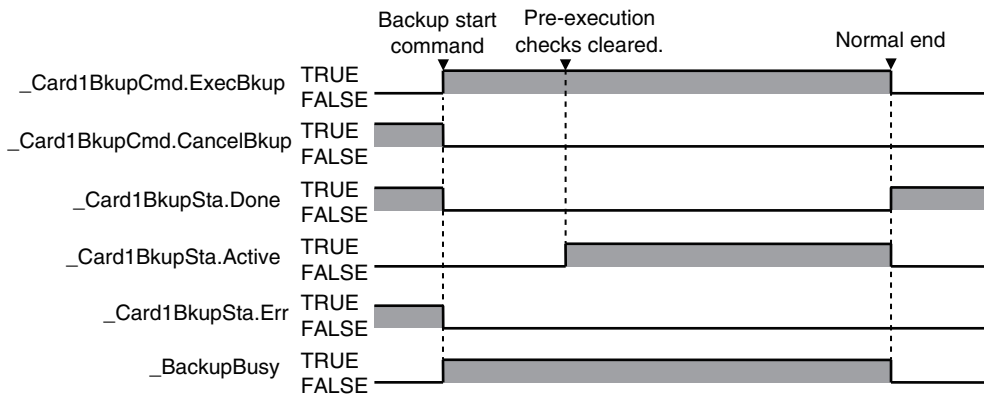 Backup start
command
Pre-execution
checks cleared.
Normal end
_Card1BkupCmd.ExecBkup
TRUE
FALSE
_Card1BkupCmd.CancelBkup
TRUE
FALSE
_Card1BkupSta.Done
TRUE
FALSE
_Card1BkupSta.Active
TRUE
FALSE
_Card1BkupSta.Err
TRUE
FALSE
_BackupBusy
TRUE
FALSE